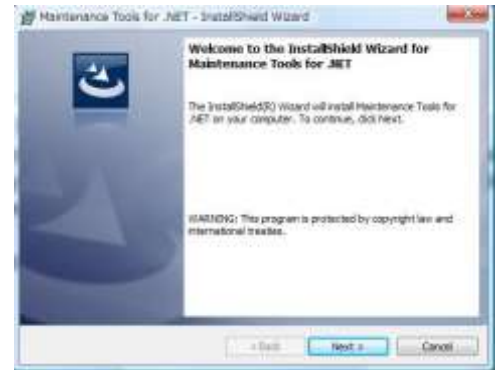 Maintenance Tools for .NET - InstallShield Wizard
Welcome to the InstallShield Wizard for
Maintenance Tools for .NET
The InstallShield(R) Wizard will install Maintenance Tools for
.NET on your computer. To continue, click Next.
WARNING: This program is protected by copyright law and
international treaties.
< Back
Next >
Cancel